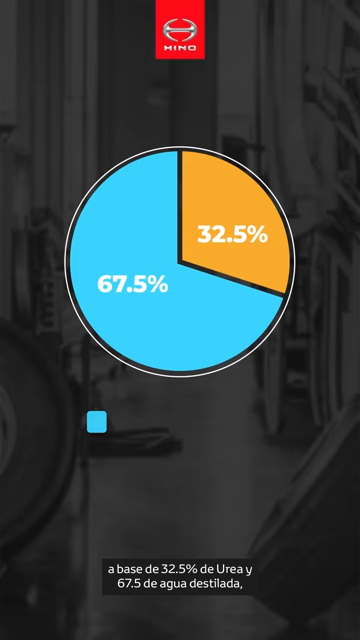 HINO
32.5%
67.5%
a base de 32.5% de Urea y
67.5 de agua destilada,